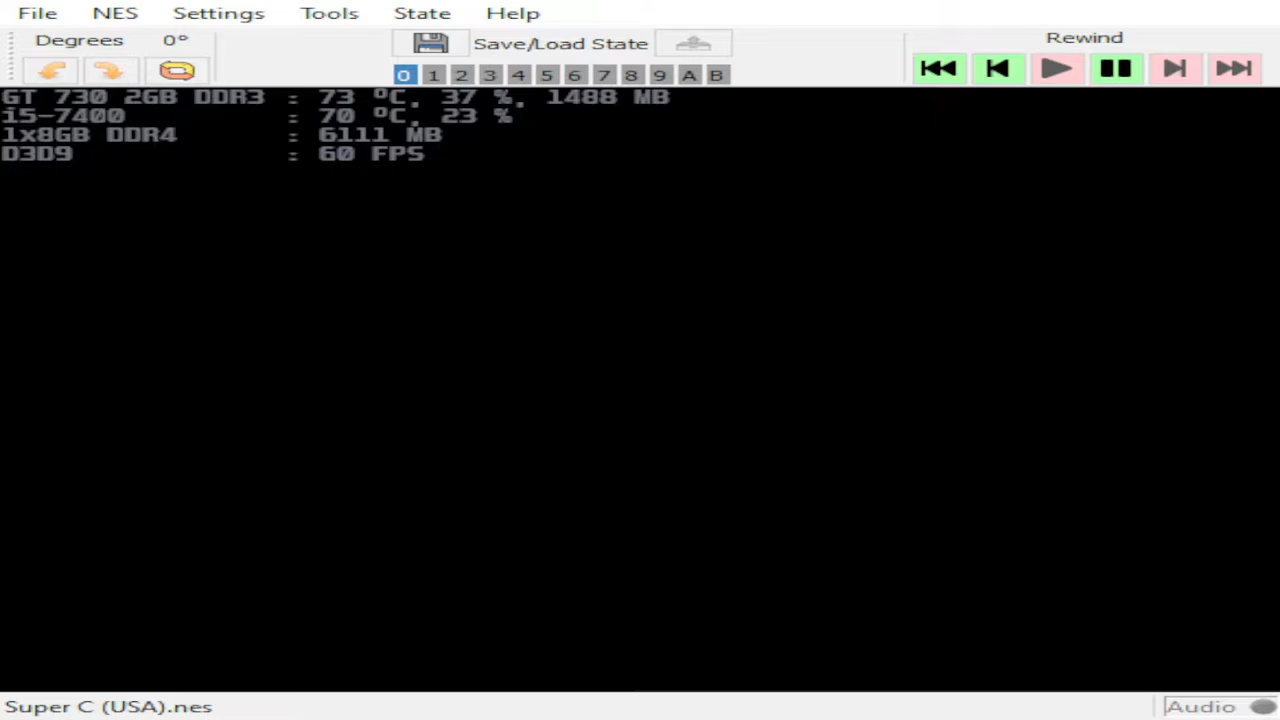 File NES Settings Tools State Help
Degrees 0° Save/Load State Rewind
0 1 2 3 4 5 6 7 8 9 A B
GT 730 2GB DDR3 : 73 ºC, 37 %, 1488 MB
i5-7400 : 70 ºC, 23 %
1x8GB DDR4 : 6111 MB
D3D9 : 60 FPS
Super C (USA).nes Audio